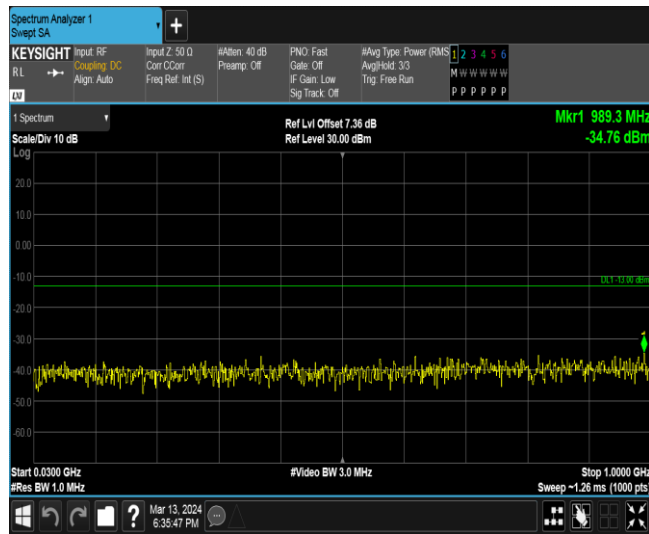 Spectrum Analyzer 1
Swept SA
+
KEYSIGHT
RL
LXI
Input: RF
Coupling: DC
Align: Auto
Input Z: 50 Ω
Corr CCorr
Freq Ref: Int (S)
#Atten: 40 dB
Preamp: Off
PNO: Fast
Gate: Off
IF Gain: Low
Sig Track: Off
#Avg Type: Power (RMS
Avg|Hold: 3/3
Trig: Free Run
1 2 3 4 5 6
M W W W W W
P P P P P P
1 Spectrum
Scale/Div 10 dB
Log
Ref Lvl Offset 7.36 dB
Ref Level 30.00 dBm
Mkr1 989.3 MHz
-34.76 dBm
20.0
10.0
0.00
-10.0
-20.0
-30.0
-40.0
-50.0
-60.0
DL1 -13.00 dBm
1
Start 0.0300 GHz
#Res BW 1.0 MHz
#Video BW 3.0 MHz
Stop 1.0000 GHz
Sweep ~1.26 ms (1000 pts)
?
Mar 13, 2024
6:35:47 PM